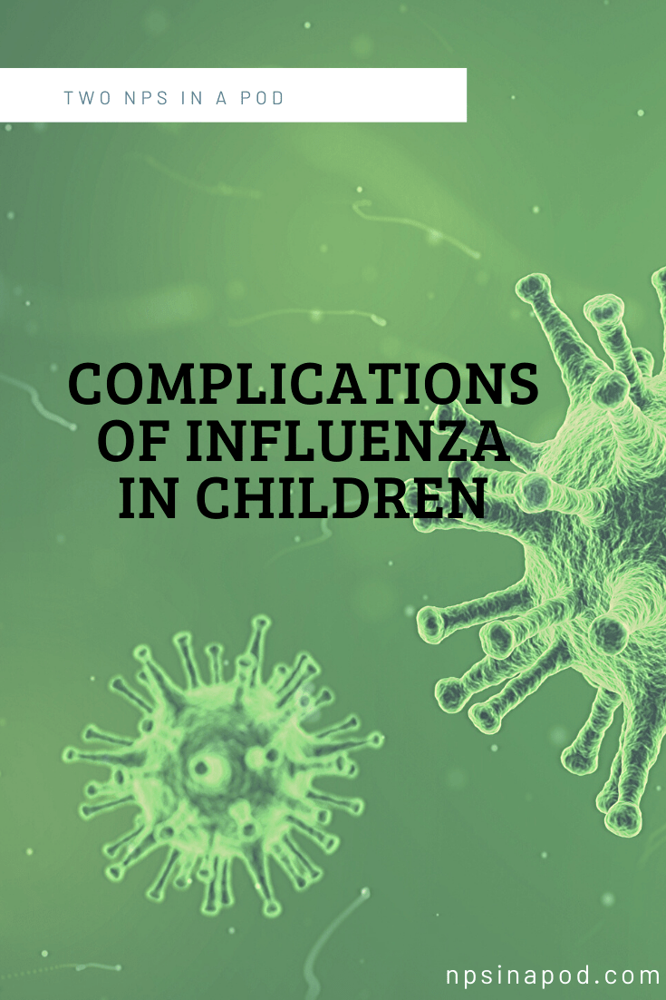 TWO NPS IN A POD
COMPLICATIONS
OF INFLUENZA
IN CHILDREN
npsinapod.com